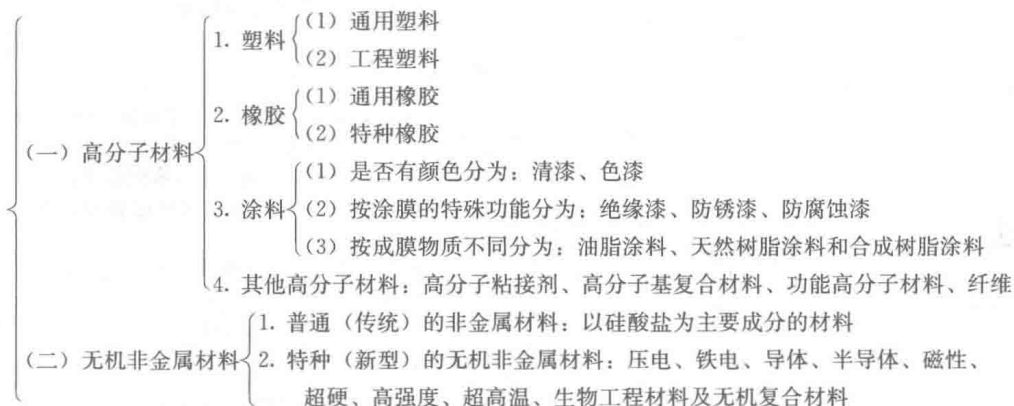 (一) 高分子材料
1. 塑料
(1) 通用塑料
(2) 工程塑料
2. 橡胶
(1) 通用橡胶
(2) 特种橡胶
3. 涂料
(1) 是否有颜色分为：清漆、色漆
(2) 按涂膜的特殊功能分为：绝缘漆、防锈漆、防腐蚀漆
(3) 按成膜物质不同分为：油脂涂料、天然树脂涂料和合成树脂涂料
4. 其他高分子材料：高分子粘接剂、高分子基复合材料、功能高分子材料、纤维
(二) 无机非金属材料
1. 普通（传统）的非金属材料：以硅酸盐为主要成分的材料
2. 特种（新型）的无机非金属材料：压电、铁电、导体、半导体、磁性、
超硬、高强度、超高温、生物工程材料及无机复合材料